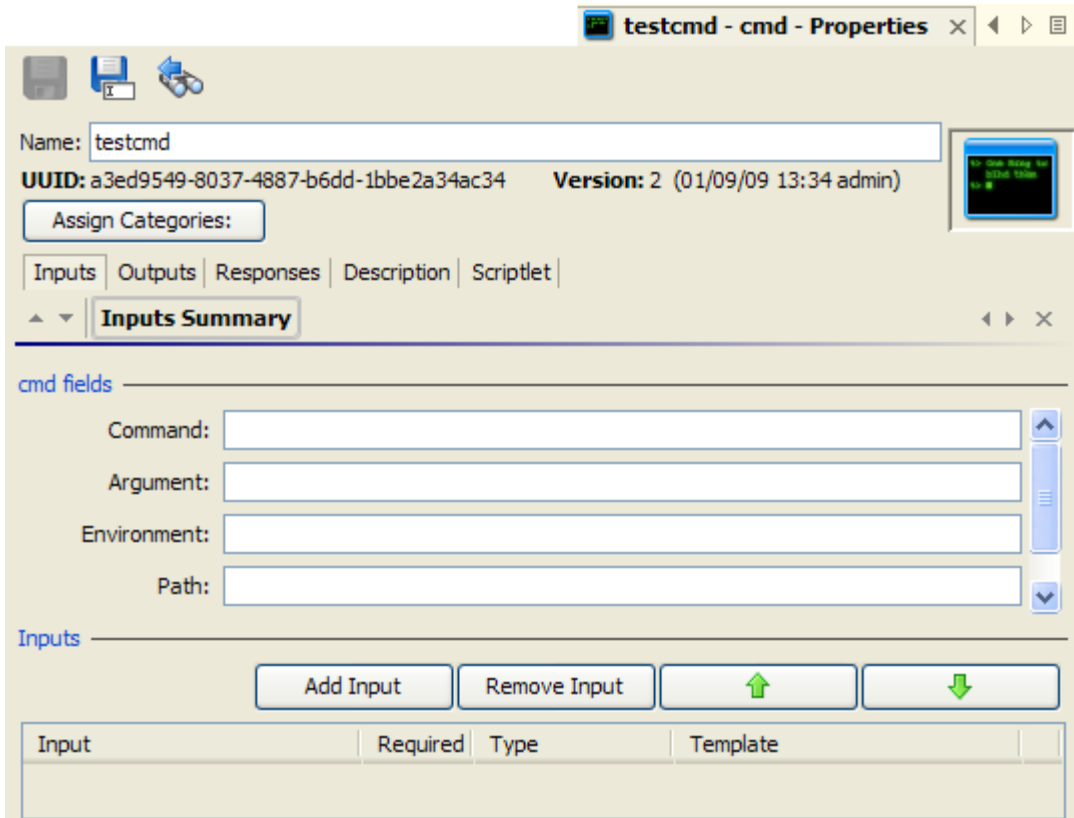 testcmd - cmd - Properties
Name: testcmd
UUID: a3ed9549-8037-4887-b6dd-1bbe2a34ac34 Version: 2 (01/09/09 13:34 admin)
Assign Categories:
Inputs Outputs Responses Description Scriptlet
Inputs Summary
cmd fields
Command:
Argument:
Environment:
Path:
Inputs
Add Input Remove Input
Input Required Type Template